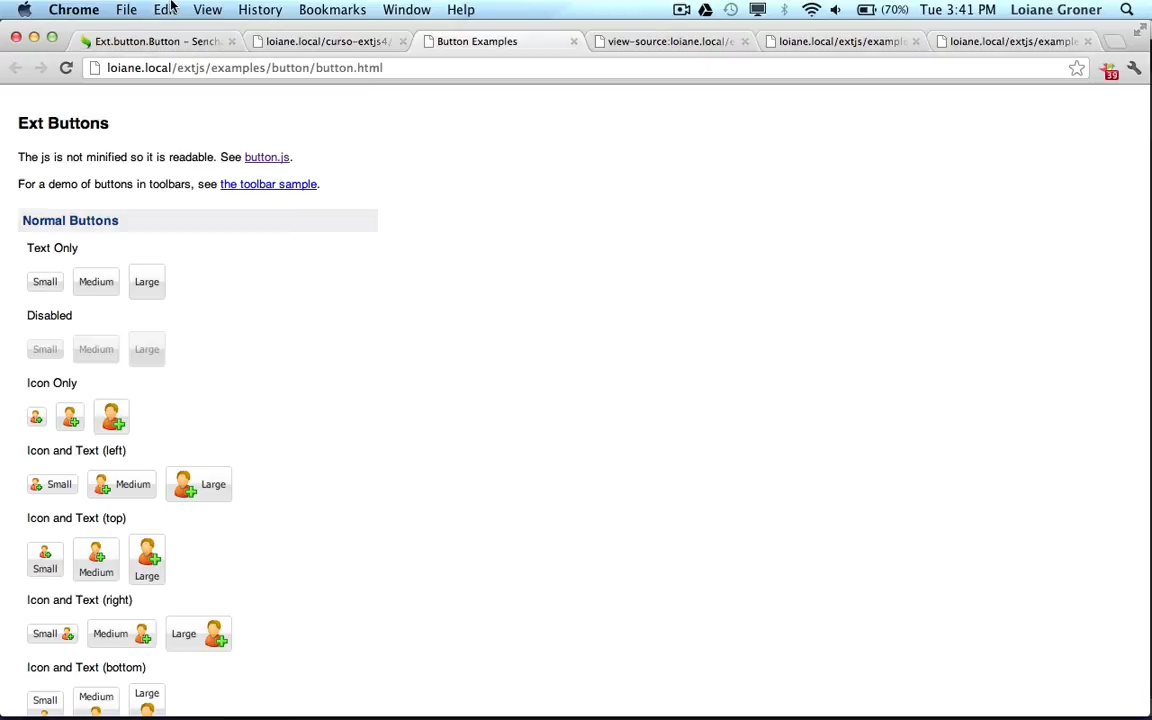 Chrome File Edit View History Bookmarks Window Help (70%) Tue 3:41 PM Loiane Groner
Ext.button.Button - Sench loiane.local/curso-extjs4/ Button Examples view-source:loiane.local/e loiane.local/extjs/exampl loiane.local/extjs/exampl
loiane.local/extjs/examples/button/button.html 39
Ext Buttons
The js is not minified so it is readable. See button.js.
For a demo of buttons in toolbars, see the toolbar sample.
Normal Buttons
Text Only
Small Medium Large
Disabled
Small Medium Large
Icon Only
Icon and Text (left)
Small Medium Large
Icon and Text (top)
Small Medium Large
Icon and Text (right)
Small Medium Large
Icon and Text (bottom)
Small Medium Large